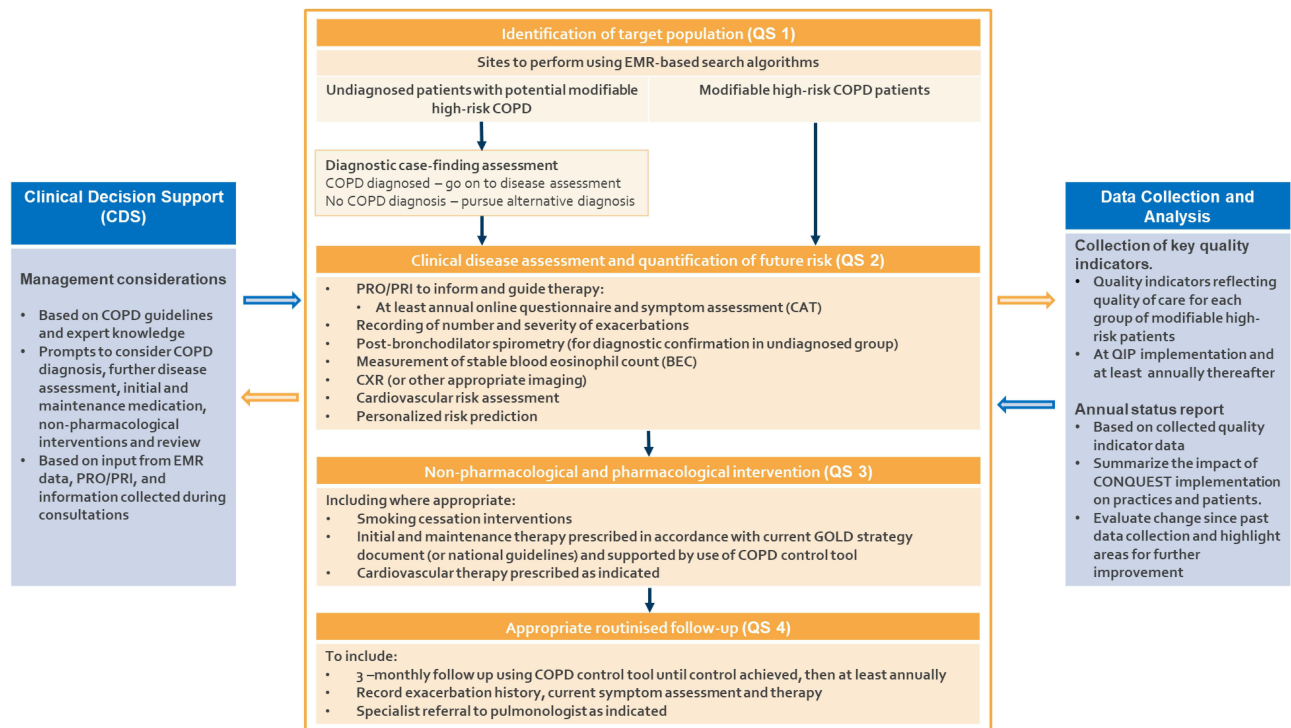 Identification of target population (QS 1)
Sites to perform using EMR-based search algorithms
Undiagnosed patients with potential modifiable
high-risk COPD
Modifiable high-risk COPD patients
Diagnostic case-finding assessment
COPD diagnosed – go on to disease assessment
No COPD diagnosis – pursue alternative diagnosis
Clinical Decision Support
(CDS)
Management considerations
• Based on COPD guidelines
and expert knowledge
• Prompts to consider COPD
diagnosis, further disease
assessment, initial and
maintenance medication,
non-pharmacological
interventions and review
• Based on input from EMR
data, PRO/PRI, and
information collected during
consultations
Clinical disease assessment and quantification of future risk (QS 2)
• PRO/PRI to inform and guide therapy:
• At least annual online questionnaire and symptom assessment (CAT)
• Recording of number and severity of exacerbations
• Post-bronchodilator spirometry (for diagnostic confirmation in undiagnosed group)
• Measurement of stable blood eosinophil count (BEC)
• CXR (or other appropriate imaging)
• Cardiovascular risk assessment
• Personalized risk prediction
Non-pharmacological and pharmacological intervention (QS 3)
Including where appropriate:
• Smoking cessation interventions
• Initial and maintenance therapy prescribed in accordance with current GOLD strategy
document (or national guidelines) and supported by use of COPD control tool
• Cardiovascular therapy prescribed as indicated
Appropriate routinised follow-up (QS 4)
To include:
• 3 –monthly follow up using COPD control tool until control achieved, then at least annually
• Record exacerbation history, current symptom assessment and therapy
• Specialist referral to pulmonologist as indicated
Data Collection and
Analysis
Collection of key quality
indicators.
• Quality indicators reflecting
quality of care for each
group of modifiable high-
risk patients
• At QIP implementation and
at least annually thereafter
Annual status report
• Based on collected quality
indicator data
• Summarize the impact of
CONQUEST implementation
on practices and patients.
• Evaluate change since past
data collection and highlight
areas for further
improvement